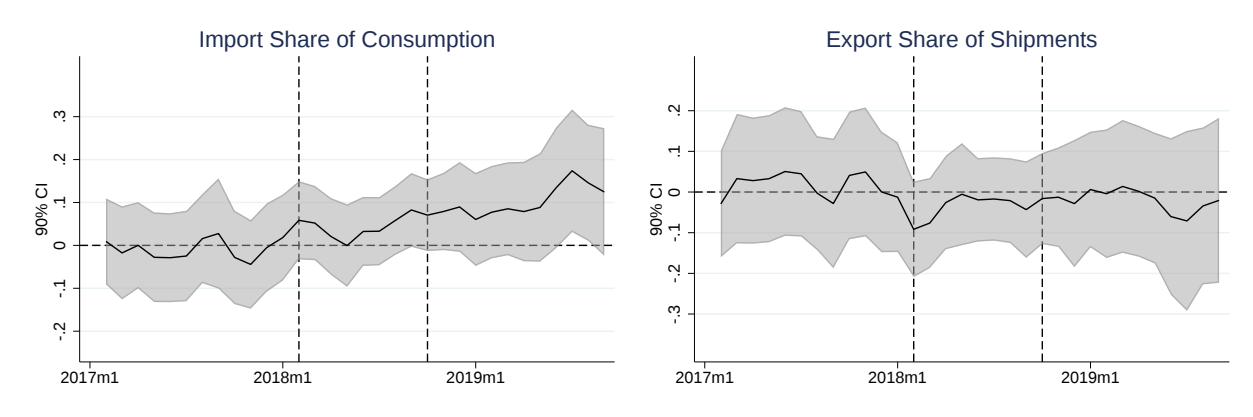 Import Share of Consumption
90% CI
.3
.2
.1
0
-.1
-.2
2017m1 2018m1 2019m1
Export Share of Shipments
90% CI
.2
.1
0
-.1
-.2
-.3
2017m1 2018m1 2019m1